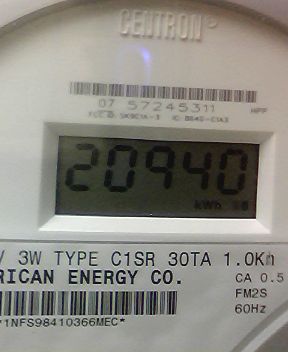 CENTRON
07 57245311
20940
kWh
3W TYPE C1SR 30TA 1.0Kh
RICAN ENERGY CO.
CA 0.5
FM2S
60Hz
*1NFS98410366MEC*